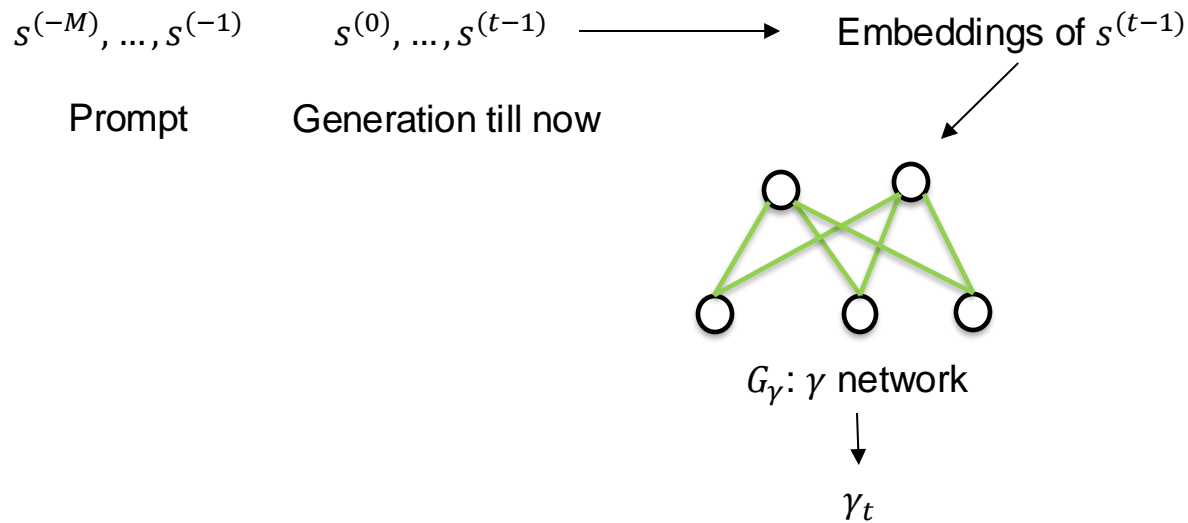 𝑠^(−𝑀), … , 𝑠^(−1) 𝑠^(0), … , 𝑠^(𝑡−1) Embeddings of 𝑠^(𝑡−1)
Prompt Generation till now
𝐺_𝛾: 𝛾 network
𝛾_𝑡